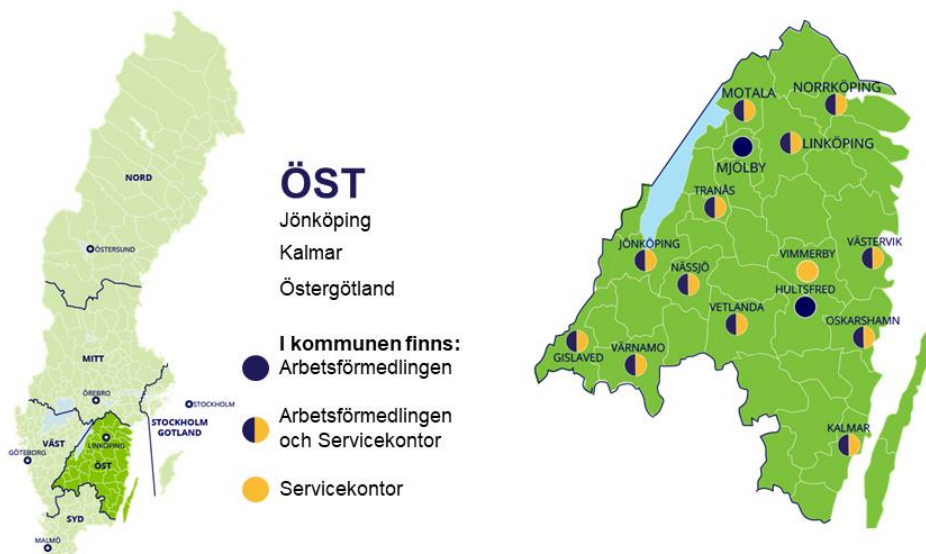 NORD
ÖSTERSUND
MITT
ÖREBRO
STOCKHOLM
STOCKHOLM
GOTLAND
VÄST
LINKÖPING
GÖTEBORG
ÖST
SYD
MALMÖ
ÖST
Jönköping
Kalmar
Östergötland
I kommunen finns:
Arbetsförmedlingen
Arbetsförmedlingen
och Servicekontor
Servicekontor
MOTALA
NORRKÖPING
LINKÖPING
MJÖLBY
TRANÅS
JÖNKÖPING
VÄSTERVIK
VIMMERBY
NÄSSJÖ
HULTSFRED
VETLANDA
OSKARSHAMN
GISLAVED
VÄRNAMO
KALMAR